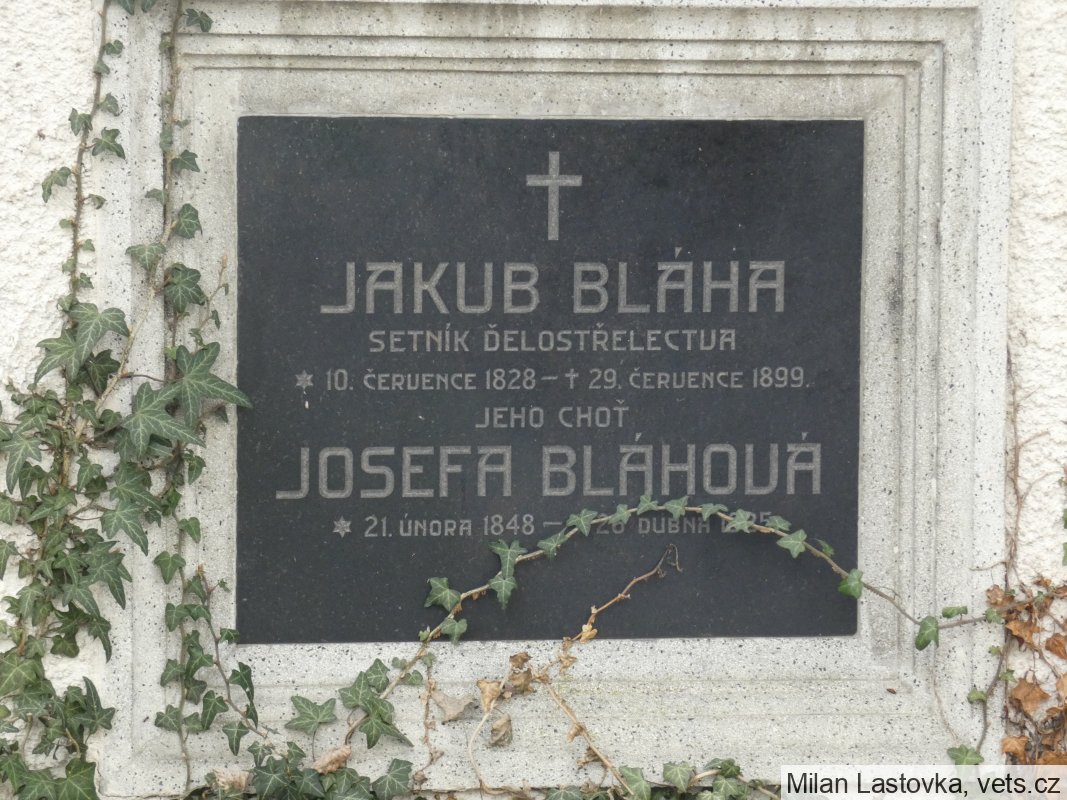 JAKUB BLÁHA
SETNÍK ĎELOSTŘELECTVA
* 10. ČERVENCE 1828 – † 29. ČERVENCE 1899.
JEHO CHOŤ
JOSEFA BLÁHOVÁ
* 21. ÚNORA 1848 – DUBNA
Milan Lastovka, vets.cz